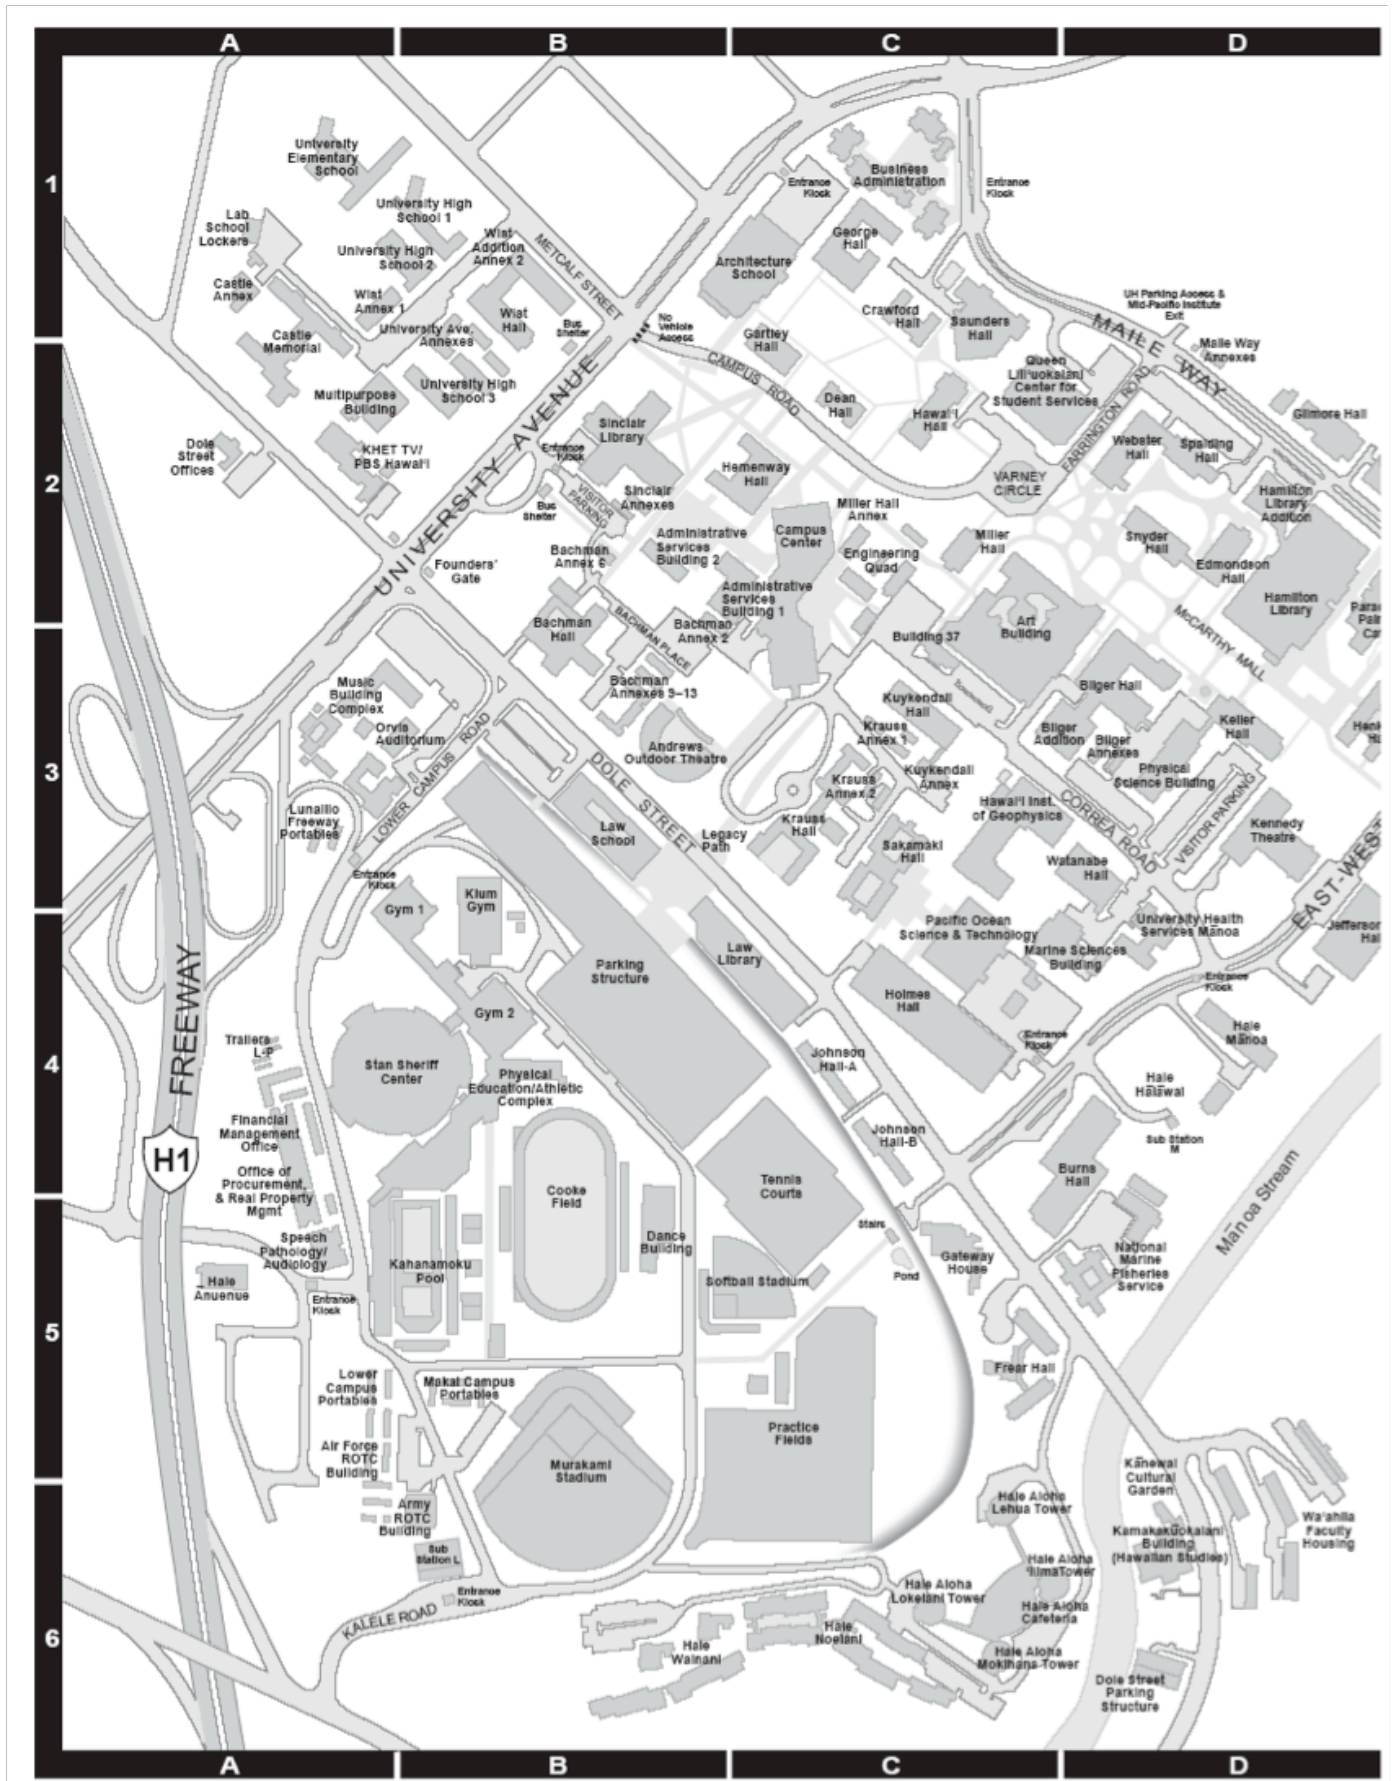 A
B
C
D
1
University
Elementary
School
University High
School 1
Lab
School
Lockers
University High
School 2
Wist
Addition
Annex 2
METCALF STREET
Castle
Annex
Wist
Annex 1
Castle
Memorial
University Ave.
Annexes
Wist
Hall
Bus
Shelter
No
Vehicle
Access
Entrance
Kiosk
Business
Administration
Entrance
Kiosk
George
Hall
Architecture
School
Crawford
Hall
Saunders
Hall
Gartley
Hall
UH Parking Access &
Mid-Pacific Institute
Exit
MAILE WAY
Maile Way
Annexes
2
Multipurpose
Building
University High
School 3
UNIVERSITY AVENUE
CAMPUS ROAD
Dean
Hall
Hawai'i
Hall
Queen
Lili'uokalani
Center for
Student Services
FARRINGTON ROAD
Gilmore Hall
Dole
Street
Offices
KHET TV/
PBS Hawai'i
Sinclair
Library
Entrance
Kiosk
VISITOR
PARKING
Bus
Shelter
Sinclair
Annexes
Hemenway
Hall
Webster
Hall
Spalding
Hall
VARNEY
CIRCLE
Hamilton
Library
Addition
Miller Hall
Annex
Campus
Center
Miller
Hall
Engineering
Quad
Snyder
Hall
Edmondson
Hall
Hamilton
Library
Founders'
Gate
Bachman
Annex 6
Administrative
Services
Building 2
Administrative
Services
Building 1
Bachman
Hall
BACHMAN PLACE
Bachman
Annex 2
Building 37
Art
Building
McCARTHY MALL
3
Music
Building
Complex
Orvis
Auditorium
LOWER CAMPUS ROAD
Bachman
Annexes 9–13
Andrews
Outdoor Theatre
Kuykendall
Hall
Krauss
Annex 1
Kuykendall
Annex
Krauss
Annex 2
Krauss
Hall
Bilger Hall
Bilger
Addition
Bilger
Annexes
Keller
Hall
Physical
Science Building
Hawai'i Inst.
of Geophysics
CORREA ROAD
VISITOR PARKING
Kennedy
Theatre
Lunalilo
Freeway
Portables
Law
School
DOLE STREET
Legacy
Path
Sakamaki
Hall
Watanabe
Hall
Entrance
Kiosk
Gym 1
Klum
Gym
EAST-WES
Pacific Ocean
Science & Technology
University Health
Services Mānoa
Marine Sciences
Building
4
FREEWAY
Parking
Structure
Law
Library
Holmes
Hall
Entrance
Kiosk
Entrance
Kiosk
Gym 2
Trailers
L-P
Stan Sheriff
Center
Physical
Education/Athletic
Complex
Johnson
Hall-A
Johnson
Hall-B
Hale
Mānoa
Hale
Hālāwai
Sub Station
M
Financial
Management
Office
Office of
Procurement,
& Real Property
Mgmt
H1
Cooke
Field
Tennis
Courts
Burns
Hall
Mānoa Stream
5
Speech
Pathology/
Audiology
Hale
Ānuenue
Entrance
Kiosk
Kahanamoku
Pool
Dance
Building
Softball Stadium
Stairs
Pond
Gateway
House
National
Marine
Fisheries
Service
Frear Hall
Lower
Campus
Portables
Makai Campus
Portables
Practice
Fields
Air Force
ROTC
Building
Murakami
Stadium
Kānewai
Cultural
Garden
Army
ROTC
Building
Hale Aloha
Lehua Tower
Kamakakūokalani
Building
(Hawaiian Studies)
Wa'ahila
Faculty
Housing
6
Sub
Station L
Entrance
Kiosk
KALELE ROAD
Hale Aloha
'Ilima Tower
Hale Aloha
Lokelani Tower
Hale Aloha
Cafeteria
Hale
Noelani
Hale
Wainani
Hale Aloha
Mokihana Tower
Dole Street
Parking
Structure
A
B
C
D